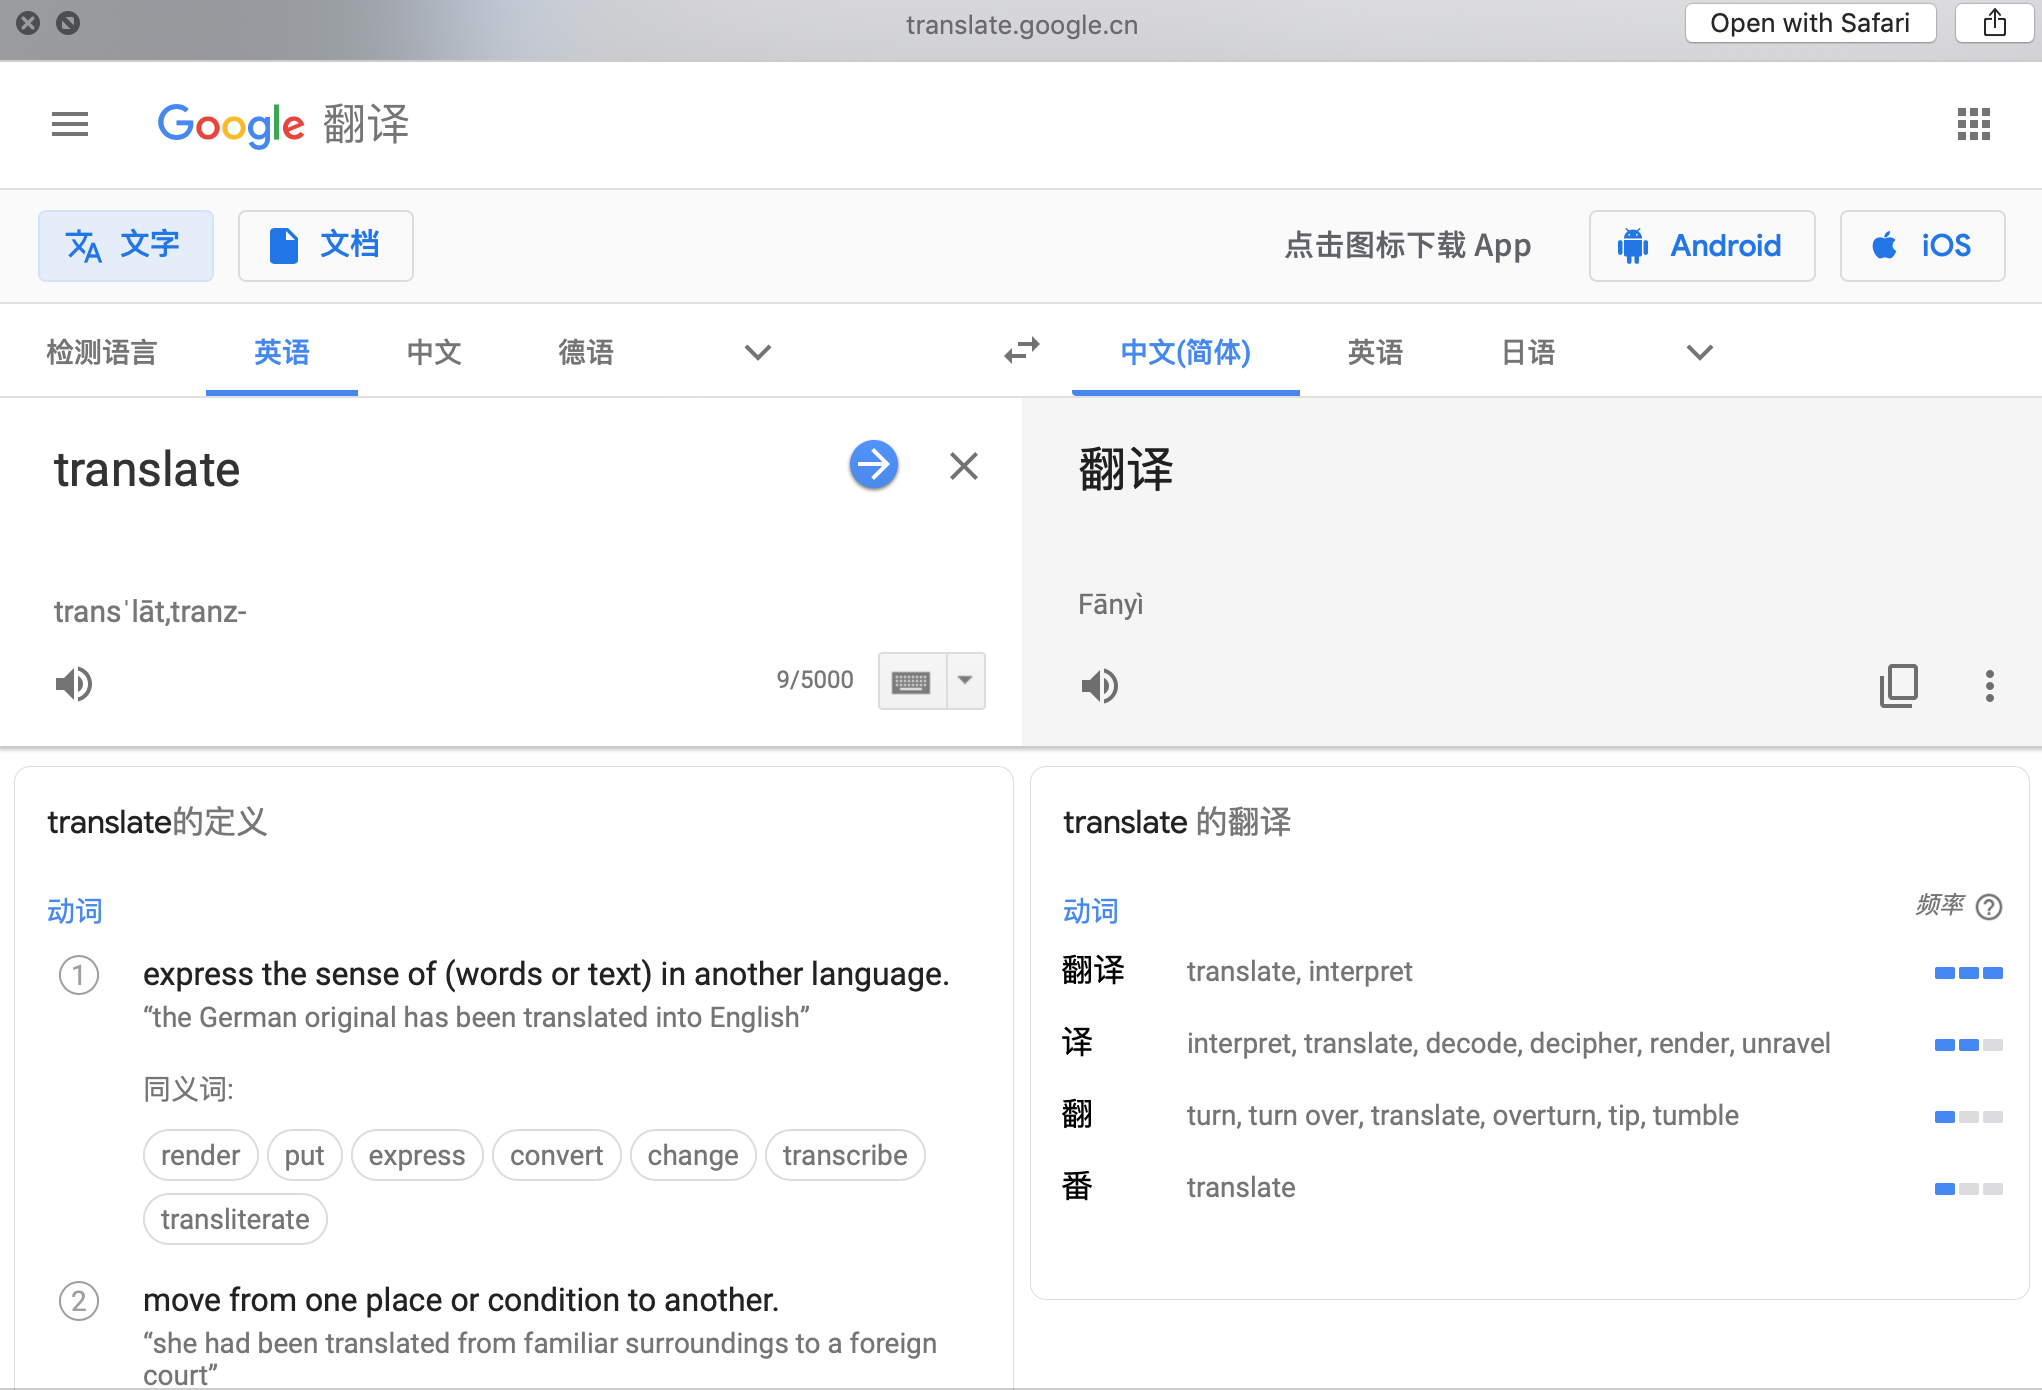 translate.google.cn
Open with Safari
Google 翻译
文字
文档
点击图标下载 App
Android
iOS
检测语言
英语
中文
德语
中文(简体)
英语
日语
translate
翻译
transˈlāt,tranz-
Fānyì
9/5000
translate的定义
动词
1
express the sense of (words or text) in another language.
“the German original has been translated into English”
同义词:
render
put
express
convert
change
transcribe
transliterate
2
move from one place or condition to another.
“she had been translated from familiar surroundings to a foreign
court”
translate 的翻译
动词
频率
翻译
translate, interpret
译
interpret, translate, decode, decipher, render, unravel
翻
turn, turn over, translate, overturn, tip, tumble
番
translate